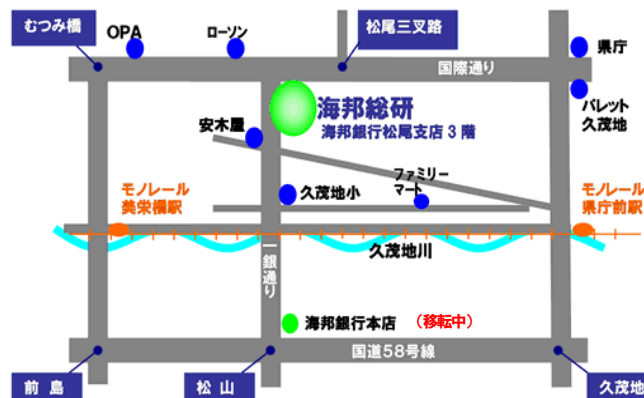 むつみ橋
OPA
ローソン
松尾三叉路
県庁
国際通り
海邦総研
海邦銀行松尾支店3階
パレット
久茂地
安木屋
ファミリー
マート
久茂地小
モノレール
美栄橋駅
モノレール
県庁前駅
久茂地川
一銀通り
海邦銀行本店
(移転中)
国道58号線
前島
松山
久茂地